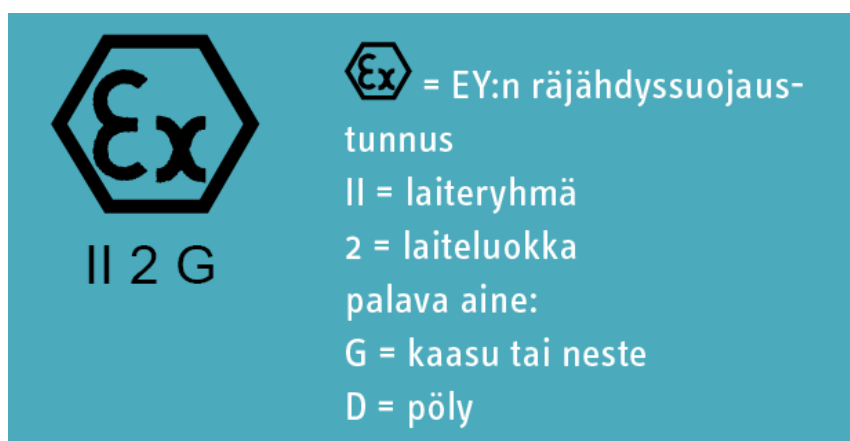 Ex
II 2 G
Ex = EY:n räjähdyssuojaus-
tunnus
II = laiteryhmä
2 = laiteluokka
palava aine:
G = kaasu tai neste
D = pöly